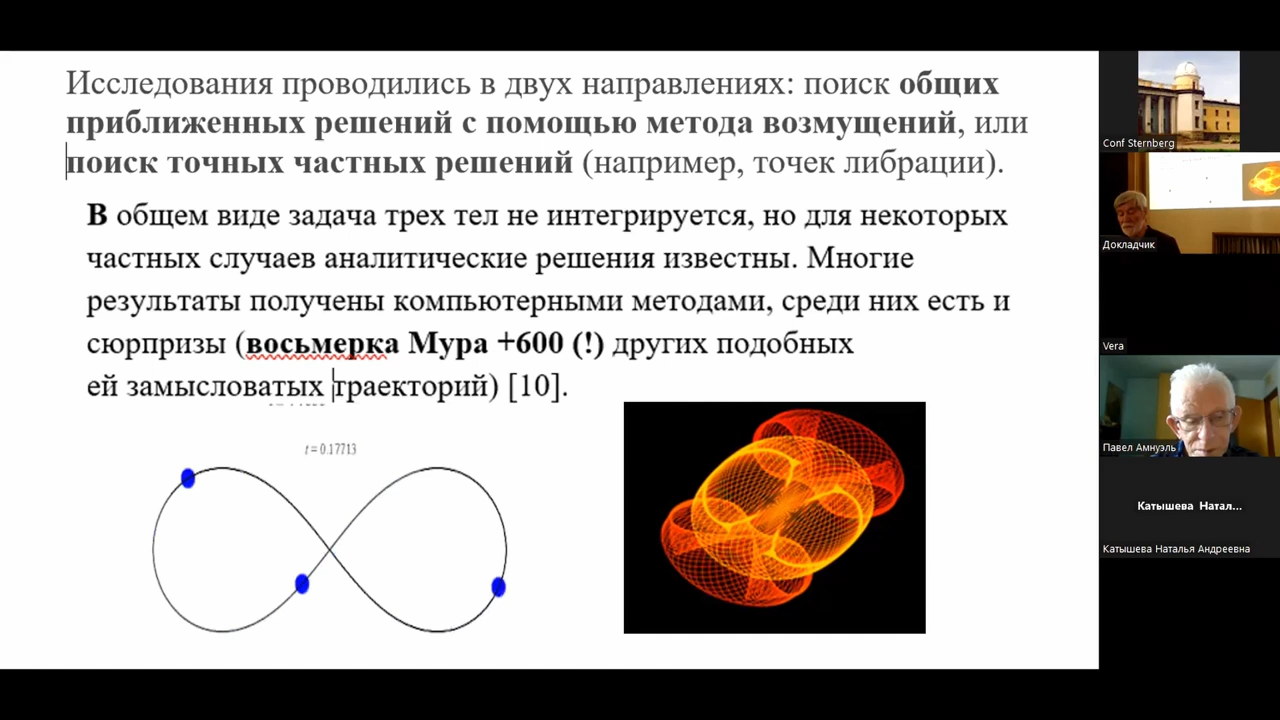 Исследования проводились в двух направлениях: поиск общих
приближенных решений с помощью метода возмущений, или
поиск точных частных решений (например, точек либрации).
В общем виде задача трех тел не интегрируется, но для некоторых
частных случаев аналитические решения известны. Многие
результаты получены компьютерными методами, среди них есть и
сюрпризы (восьмерка Мура +600 (!) других подобных
ей замысловатых траекторий) [10].
t = 0.17713
Conf Sternberg
Докладчик
Vera
Павел Амнуэль
Катышева Натал...
Катышева Наталья Андреевна